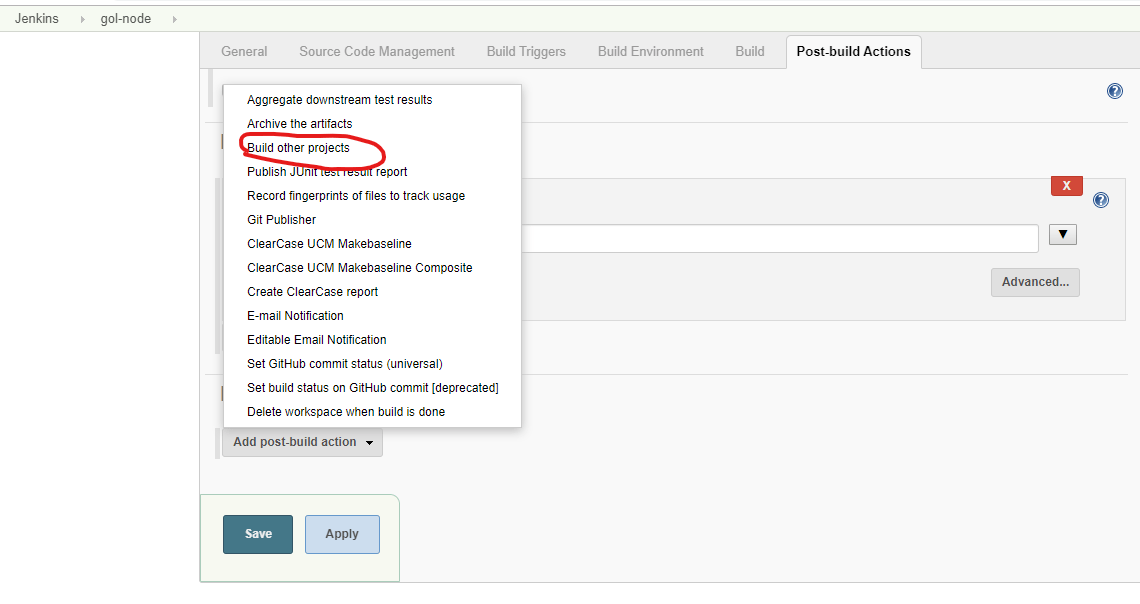 Jenkins gol-node
General Source Code Management Build Triggers Build Environment Build Post-build Actions
?
Aggregate downstream test results
Archive the artifacts
Build other projects
Publish JUnit test result report
X
Record fingerprints of files to track usage
?
Git Publisher
ClearCase UCM Makebaseline
ClearCase UCM Makebaseline Composite
Advanced...
Create ClearCase report
E-mail Notification
Editable Email Notification
Set GitHub commit status (universal)
Set build status on GitHub commit [deprecated]
Delete workspace when build is done
Add post-build action
Save Apply